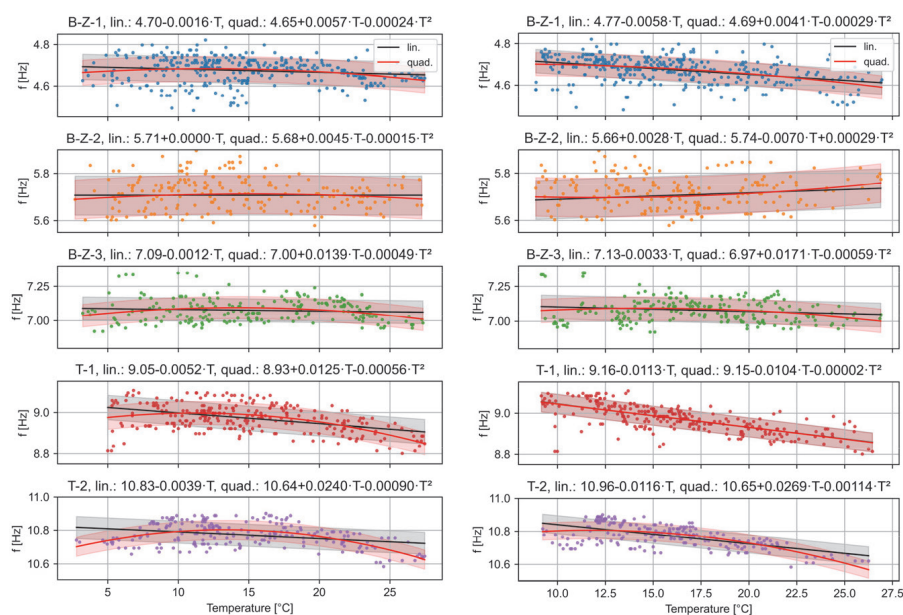 B-Z-1, lin.: 4.70-0.0016·T, quad.: 4.65+0.0057·T-0.00024·T²
4.8
4.6
f [Hz]
lin.
quad.
B-Z-2, lin.: 5.71+0.0000·T, quad.: 5.68+0.0045·T-0.00015·T²
5.8
5.6
f [Hz]
B-Z-3, lin.: 7.09-0.0012·T, quad.: 7.00+0.0139·T-0.00049·T²
7.25
7.00
f [Hz]
T-1, lin.: 9.05-0.0052·T, quad.: 8.93+0.0125·T-0.00056·T²
9.0
8.8
f [Hz]
T-2, lin.: 10.83-0.0039·T, quad.: 10.64+0.0240·T-0.00090·T²
11.0
10.8
10.6
f [Hz]
5 10 15 20 25
Temperature [°C]
B-Z-1, lin.: 4.77-0.0058·T, quad.: 4.69+0.0041·T-0.00029·T²
4.8
4.6
f [Hz]
lin.
quad.
B-Z-2, lin.: 5.66+0.0028·T, quad.: 5.74-0.0070·T+0.00029·T²
5.8
5.6
f [Hz]
B-Z-3, lin.: 7.13-0.0033·T, quad.: 6.97+0.0171·T-0.00059·T²
7.25
7.00
f [Hz]
T-1, lin.: 9.16-0.0113·T, quad.: 9.15-0.0104·T-0.00002·T²
9.0
8.8
f [Hz]
T-2, lin.: 10.96-0.0116·T, quad.: 10.65+0.0269·T-0.00114·T²
11.0
10.8
10.6
f [Hz]
10.0 12.5 15.0 17.5 20.0 22.5 25.0 27.5
Temperature [°C]